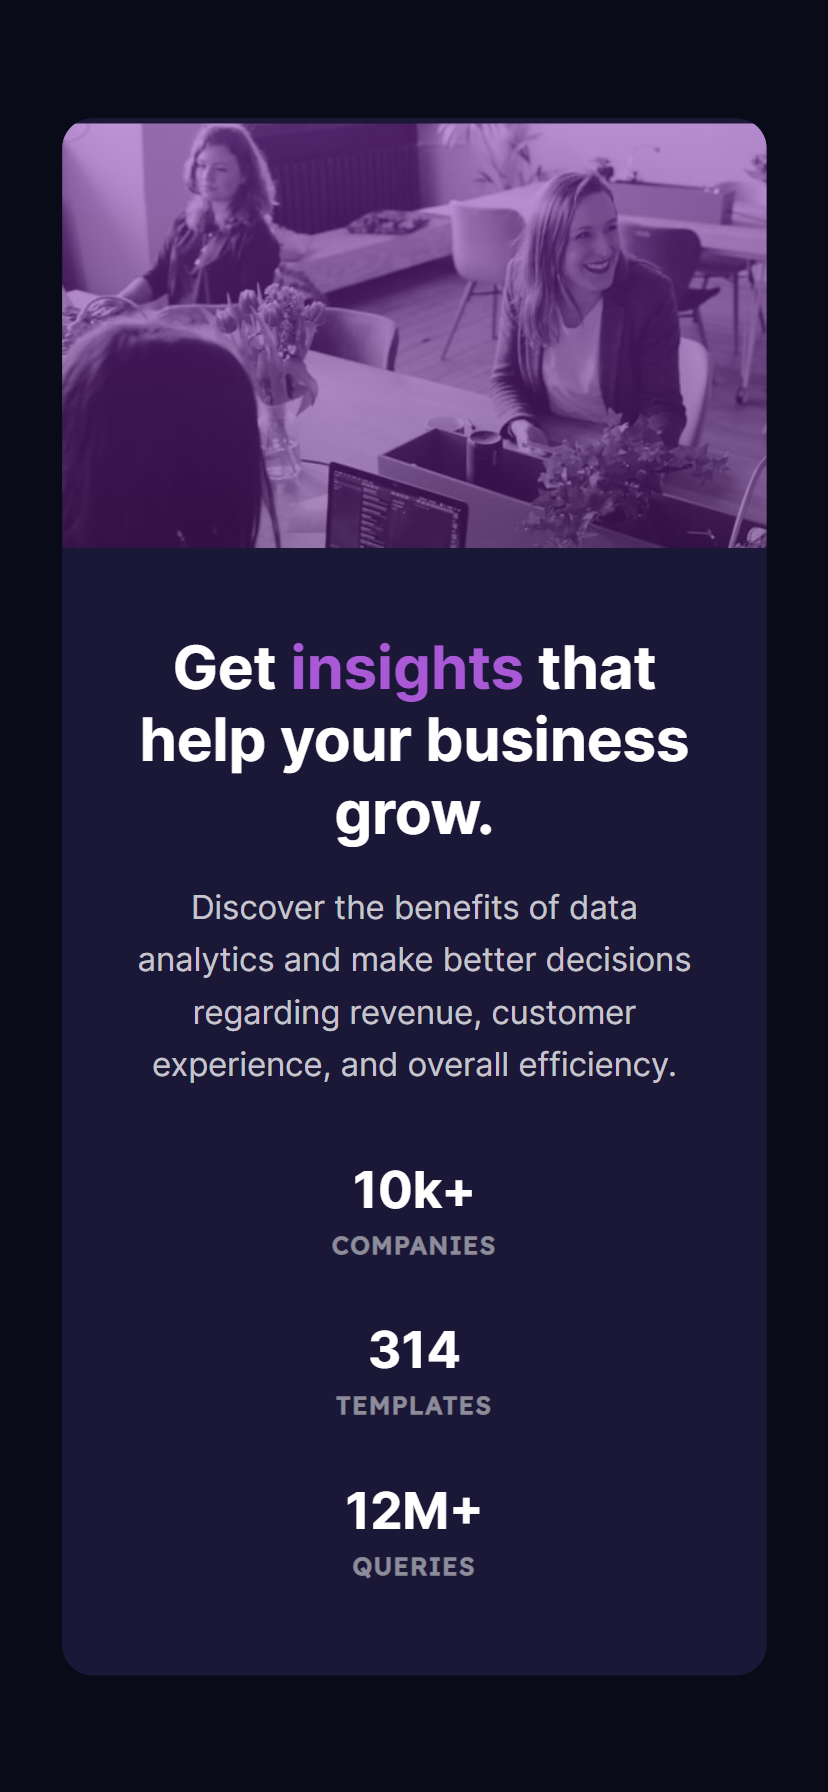 Get insights that
help your business
grow.
Discover the benefits of data
analytics and make better decisions
regarding revenue, customer
experience, and overall efficiency.
10k+
COMPANIES
314
TEMPLATES
12M+
QUERIES